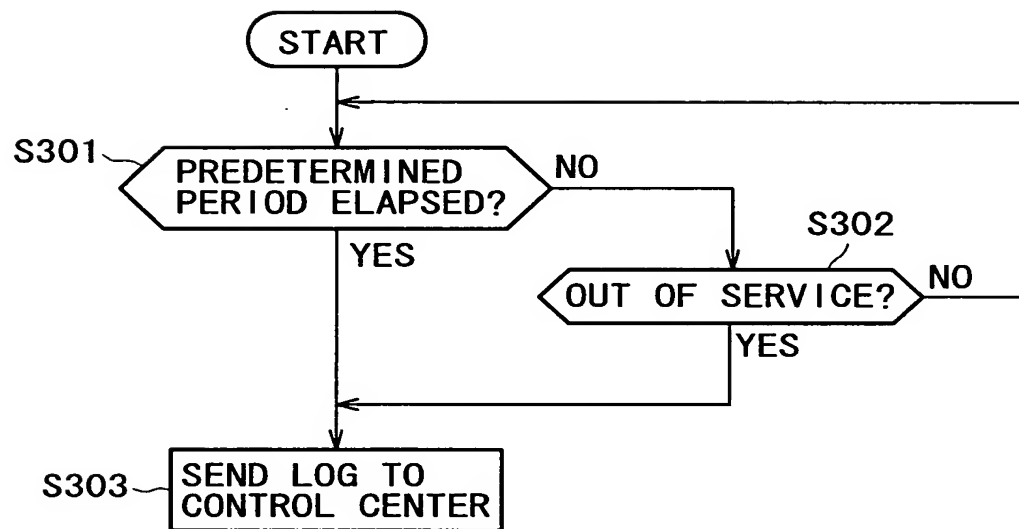 START
S301
PREDETERMINED
PERIOD ELAPSED?
NO
YES
S302
OUT OF SERVICE?
NO
YES
S303
SEND LOG TO
CONTROL CENTER